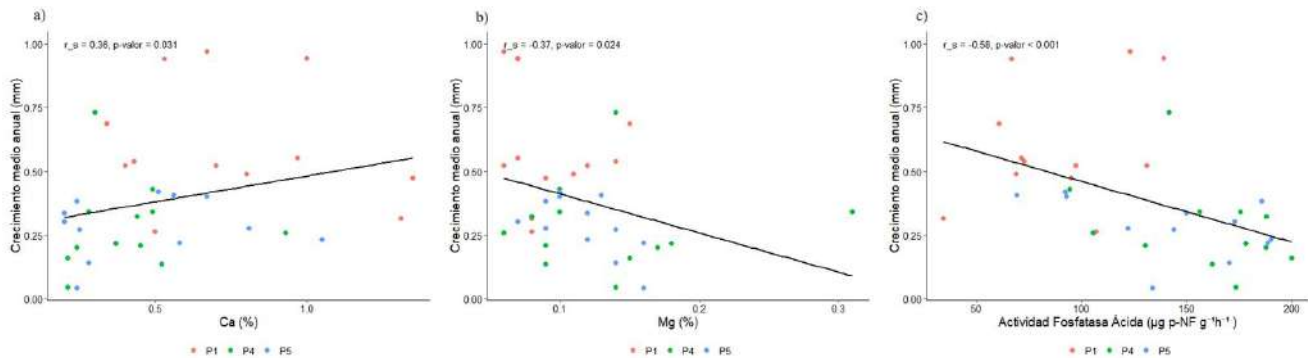 a)
r_s = 0.36, p-valor = 0.031
1.00
0.75
0.50
0.25
0.00
Crecimiento medio anual (mm)
0.5
1.0
Ca (%)
P1 P4 P5
b)
r_s = -0.37, p-valor = 0.024
1.00
0.75
0.50
0.25
0.00
Crecimiento medio anual (mm)
0.1
0.2
0.3
Mg (%)
P1 P4 P5
c)
r_s = -0.58, p-valor < 0.001
1.00
0.75
0.50
0.25
0.00
Crecimiento medio anual (mm)
50
100
150
200
Actividad Fosfatasa Ácida (µg p-NF g⁻¹h⁻¹ )
P1 P4 P5